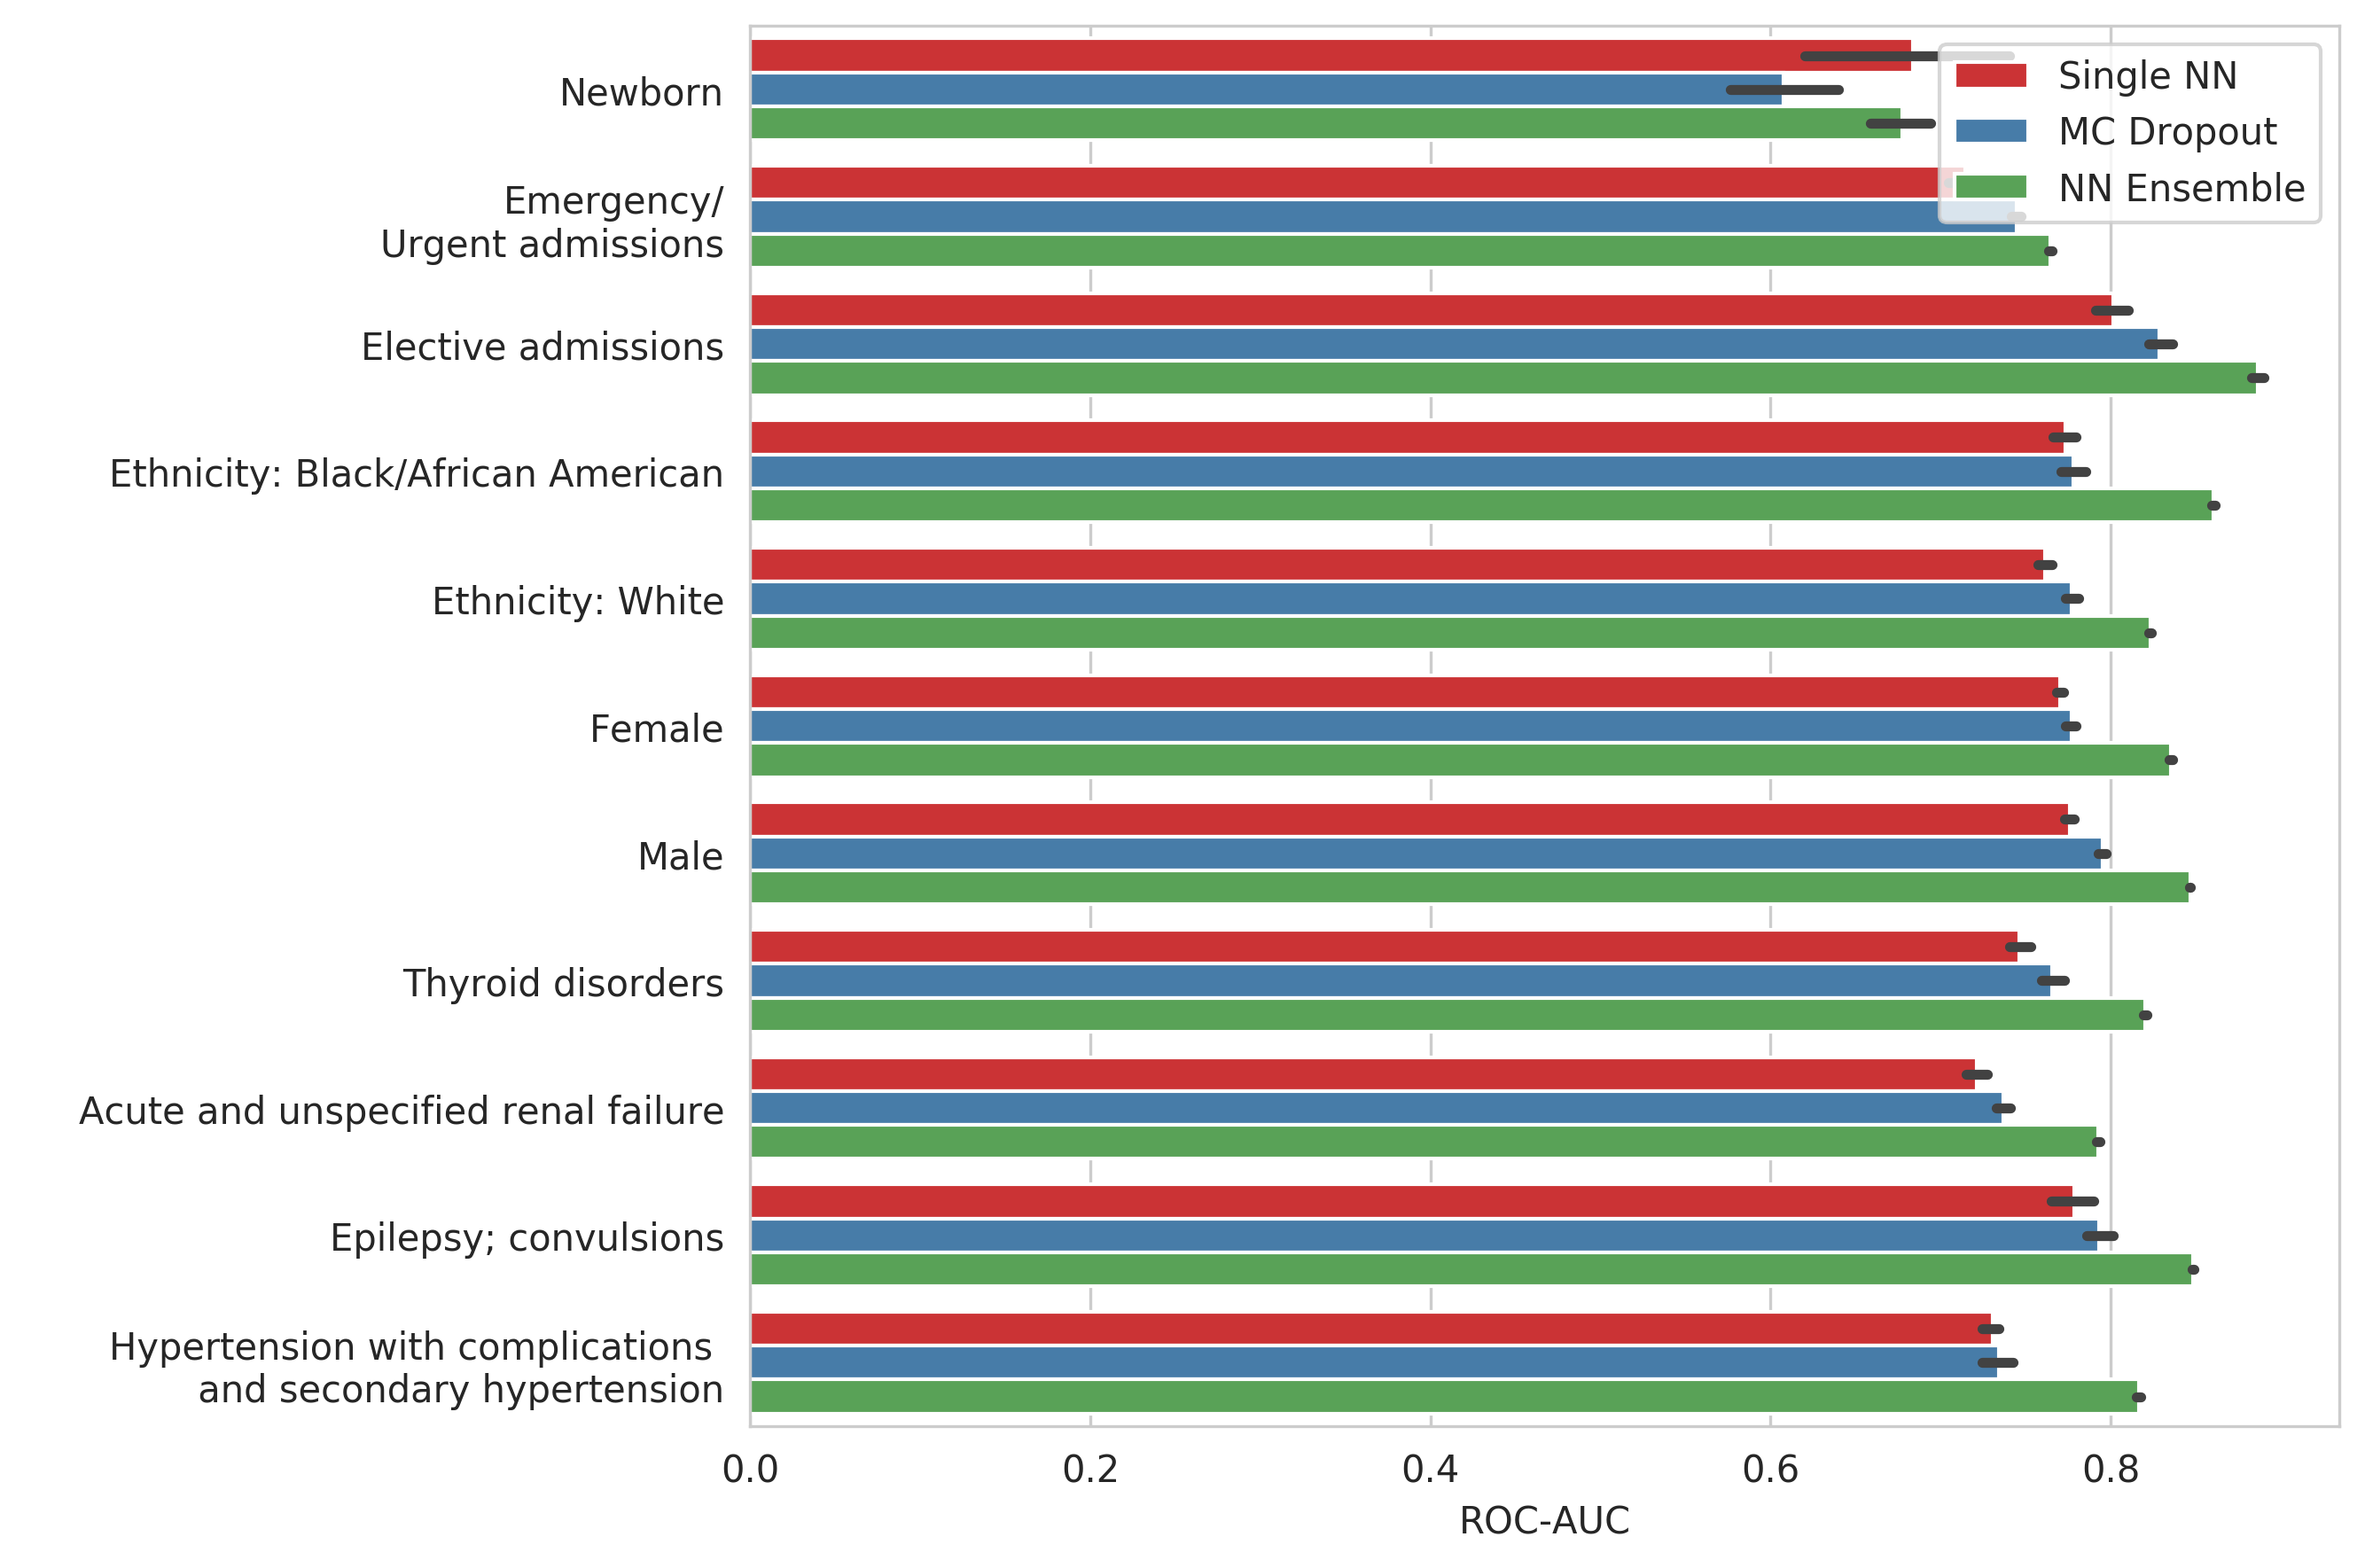 Newborn
Emergency/
Urgent admissions
Elective admissions
Ethnicity: Black/African American
Ethnicity: White
Female
Male
Thyroid disorders
Acute and unspecified renal failure
Epilepsy; convulsions
Hypertension with complications
and secondary hypertension
Single NN
MC Dropout
NN Ensemble
0.0 0.2 0.4 0.6 0.8
ROC-AUC